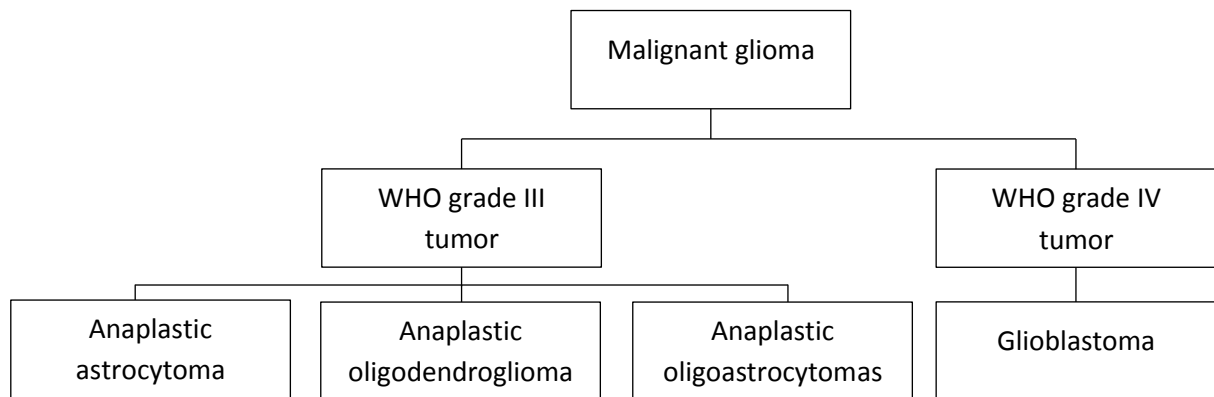 Malignant glioma
WHO grade III
tumor
WHO grade IV
tumor
Anaplastic
astrocytoma
Anaplastic
oligodendroglioma
Anaplastic
oligoastrocytomas
Glioblastoma